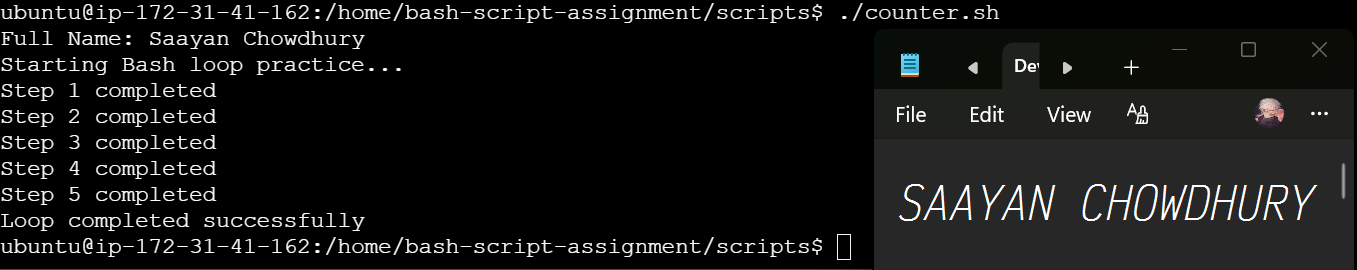 ubuntu@ip-172-31-41-162:/home/bash-script-assignment/scripts$ ./counter.sh
Full Name: Saayan Chowdhury
Starting Bash loop practice...
Step 1 completed
Step 2 completed
Step 3 completed
Step 4 completed
Step 5 completed
Loop completed successfully
ubuntu@ip-172-31-41-162:/home/bash-script-assignment/scripts$
File Edit View
SAAYAN CHOWDHURY